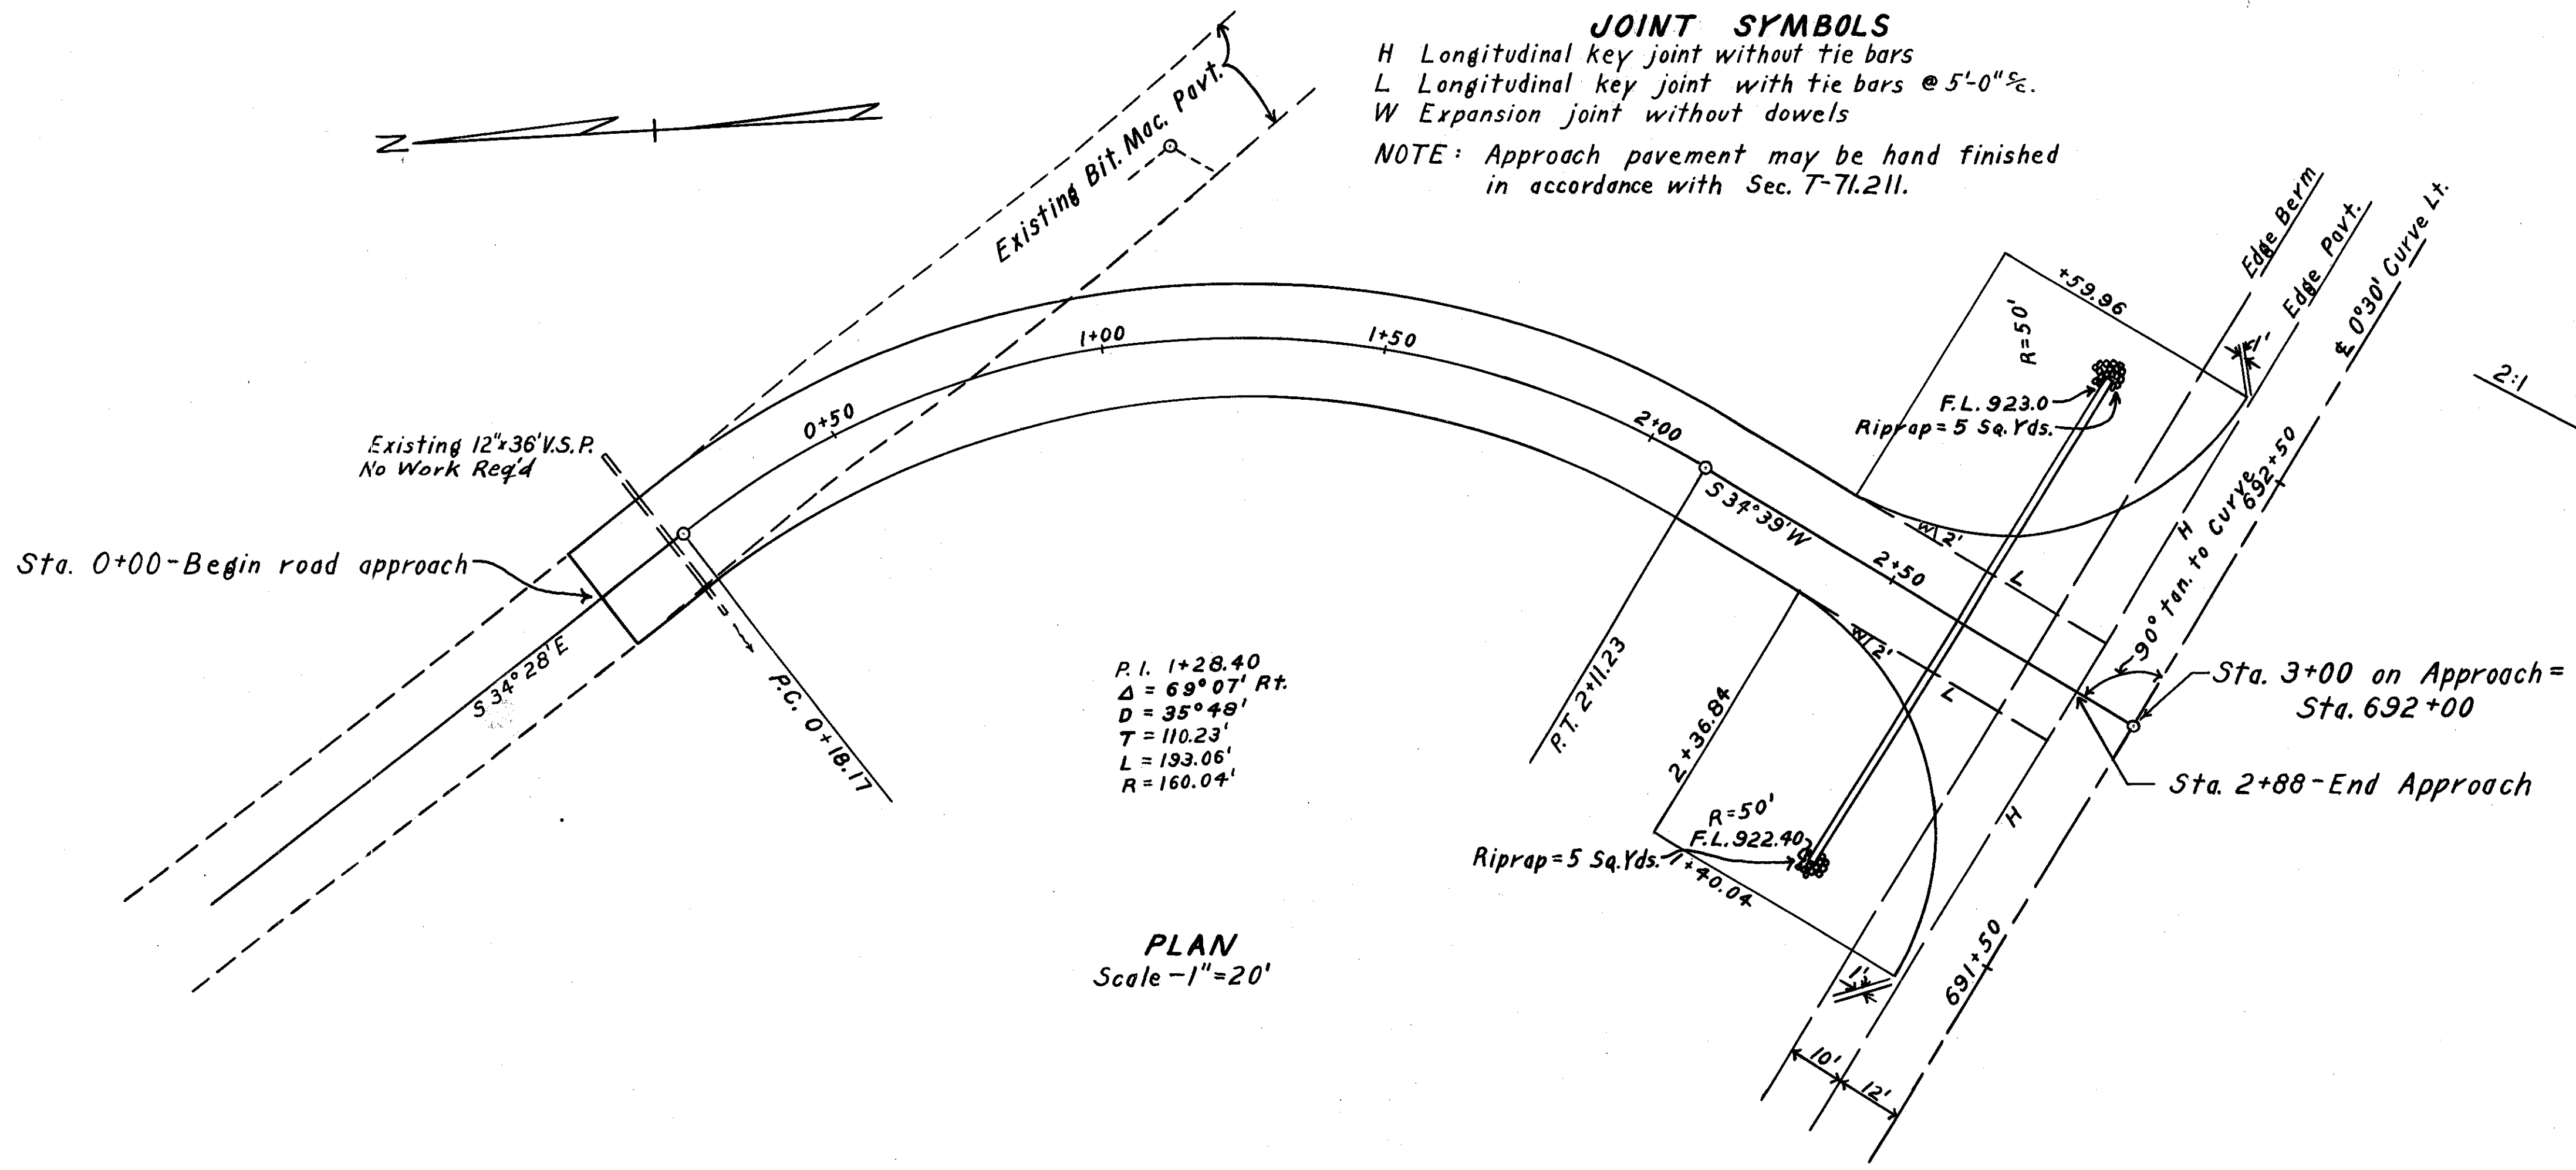 JOINT SYMBOLS
H Longitudinal key joint without tie bars
L Longitudinal key joint with tie bars @ 5'-0" c/c.
W Expansion joint without dowels
NOTE: Approach pavement may be hand finished
in accordance with Sec. T-71.211.
N
Existing Bit. Mac. Pavt.
Edge Berm
Edge Pavt.
℄ 0°30' Curve Lt.
2:1
+59.96
R=50'
1'
F.L. 923.0
Riprap = 5 Sq. Yds.
0+50
1+00
1+50
2+00
2+50
S 34°39' W
W 2'
L
H
90° tan. to Curve
692+50
Existing 12"x36' V.S.P.
No Work Req'd
Sta. 0+00-Begin road approach
S 34° 28' E
P.C. 0+18.17
P.I. 1+28.40
Δ = 69° 07' Rt.
D = 35° 48'
T = 110.23'
L = 193.06'
R = 160.04'
P.T. 2+11.23
W 2'
L
2+36.84
Sta. 3+00 on Approach =
Sta. 692+00
Sta. 2+88-End Approach
H
R=50'
F.L. 922.40
Riprap = 5 Sq. Yds.
1+40.04
1'
691+50
10'
12'
PLAN
Scale - 1" = 20'